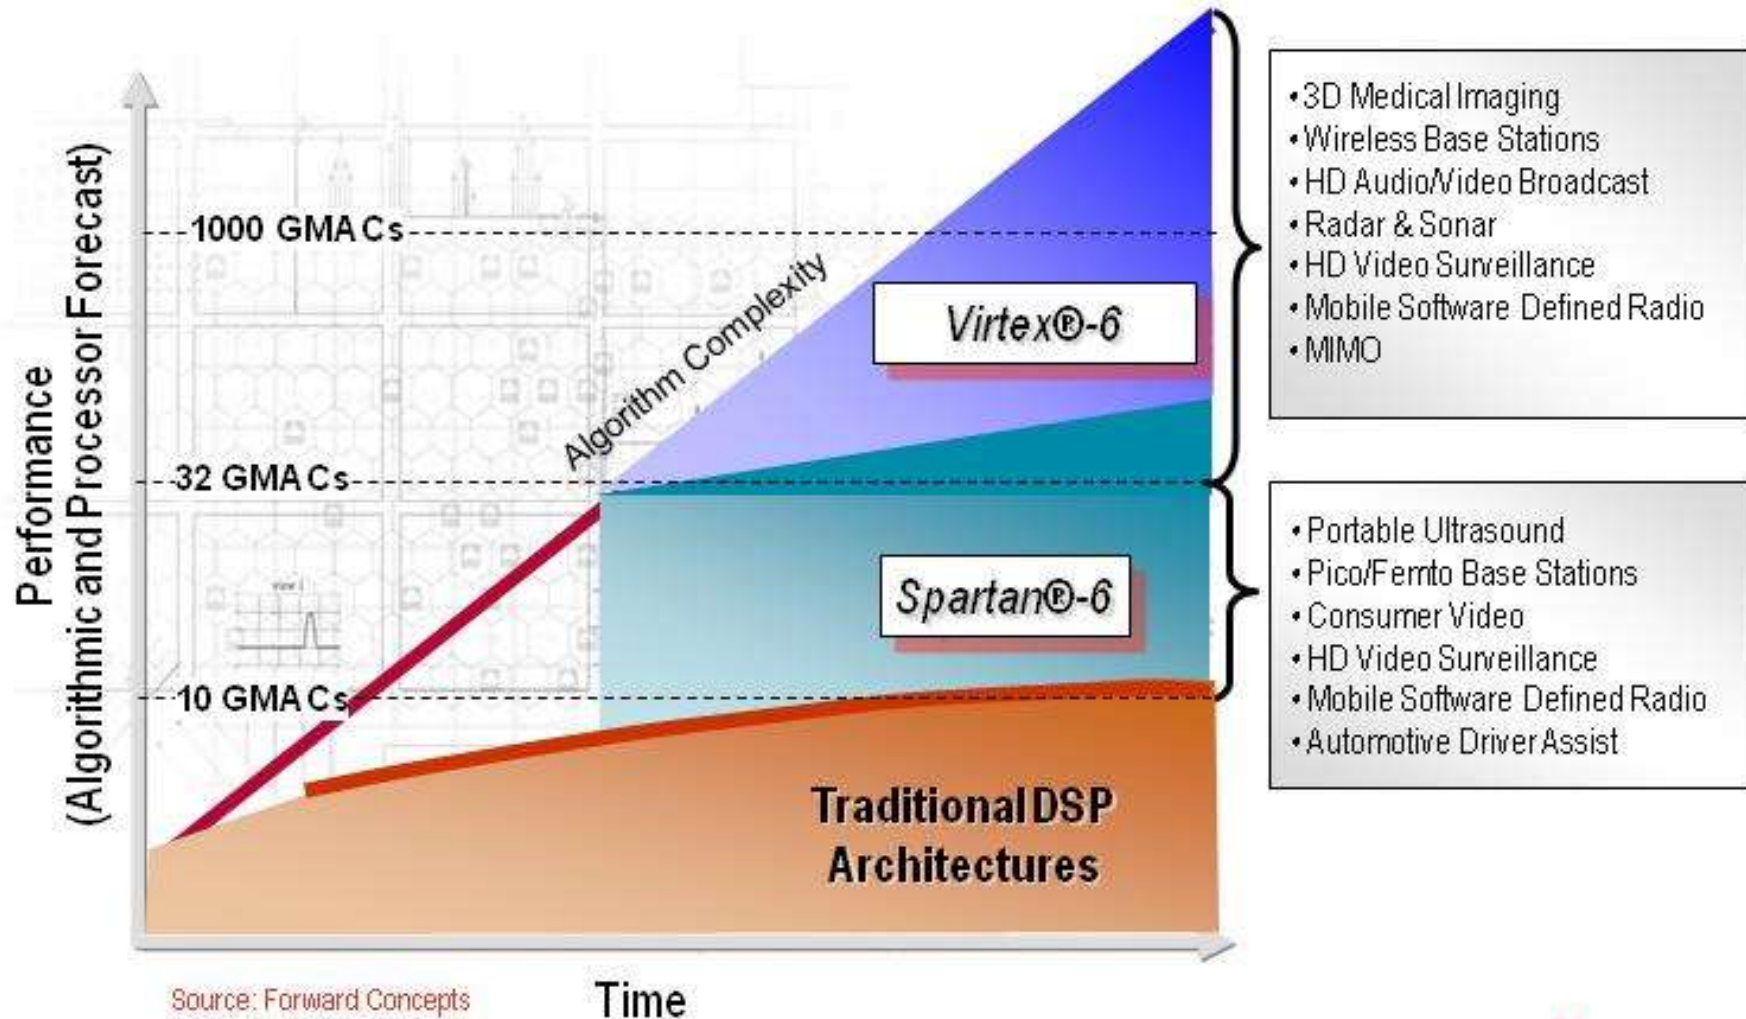 Performance
(Algorithmic and Processor Forecast)
1000 GMACs
32 GMACs
10 GMACs
Algorithm Complexity
Virtex®-6
Spartan®-6
Traditional DSP
Architectures
•3D Medical Imaging
•Wireless Base Stations
•HD Audio/Video Broadcast
•Radar & Sonar
•HD Video Surveillance
•Mobile Software Defined Radio
•MIMO
•Portable Ultrasound
•Pico/Femto Base Stations
•Consumer Video
•HD Video Surveillance
•Mobile Software Defined Radio
•Automotive Driver Assist
Source: Forward Concepts
Time